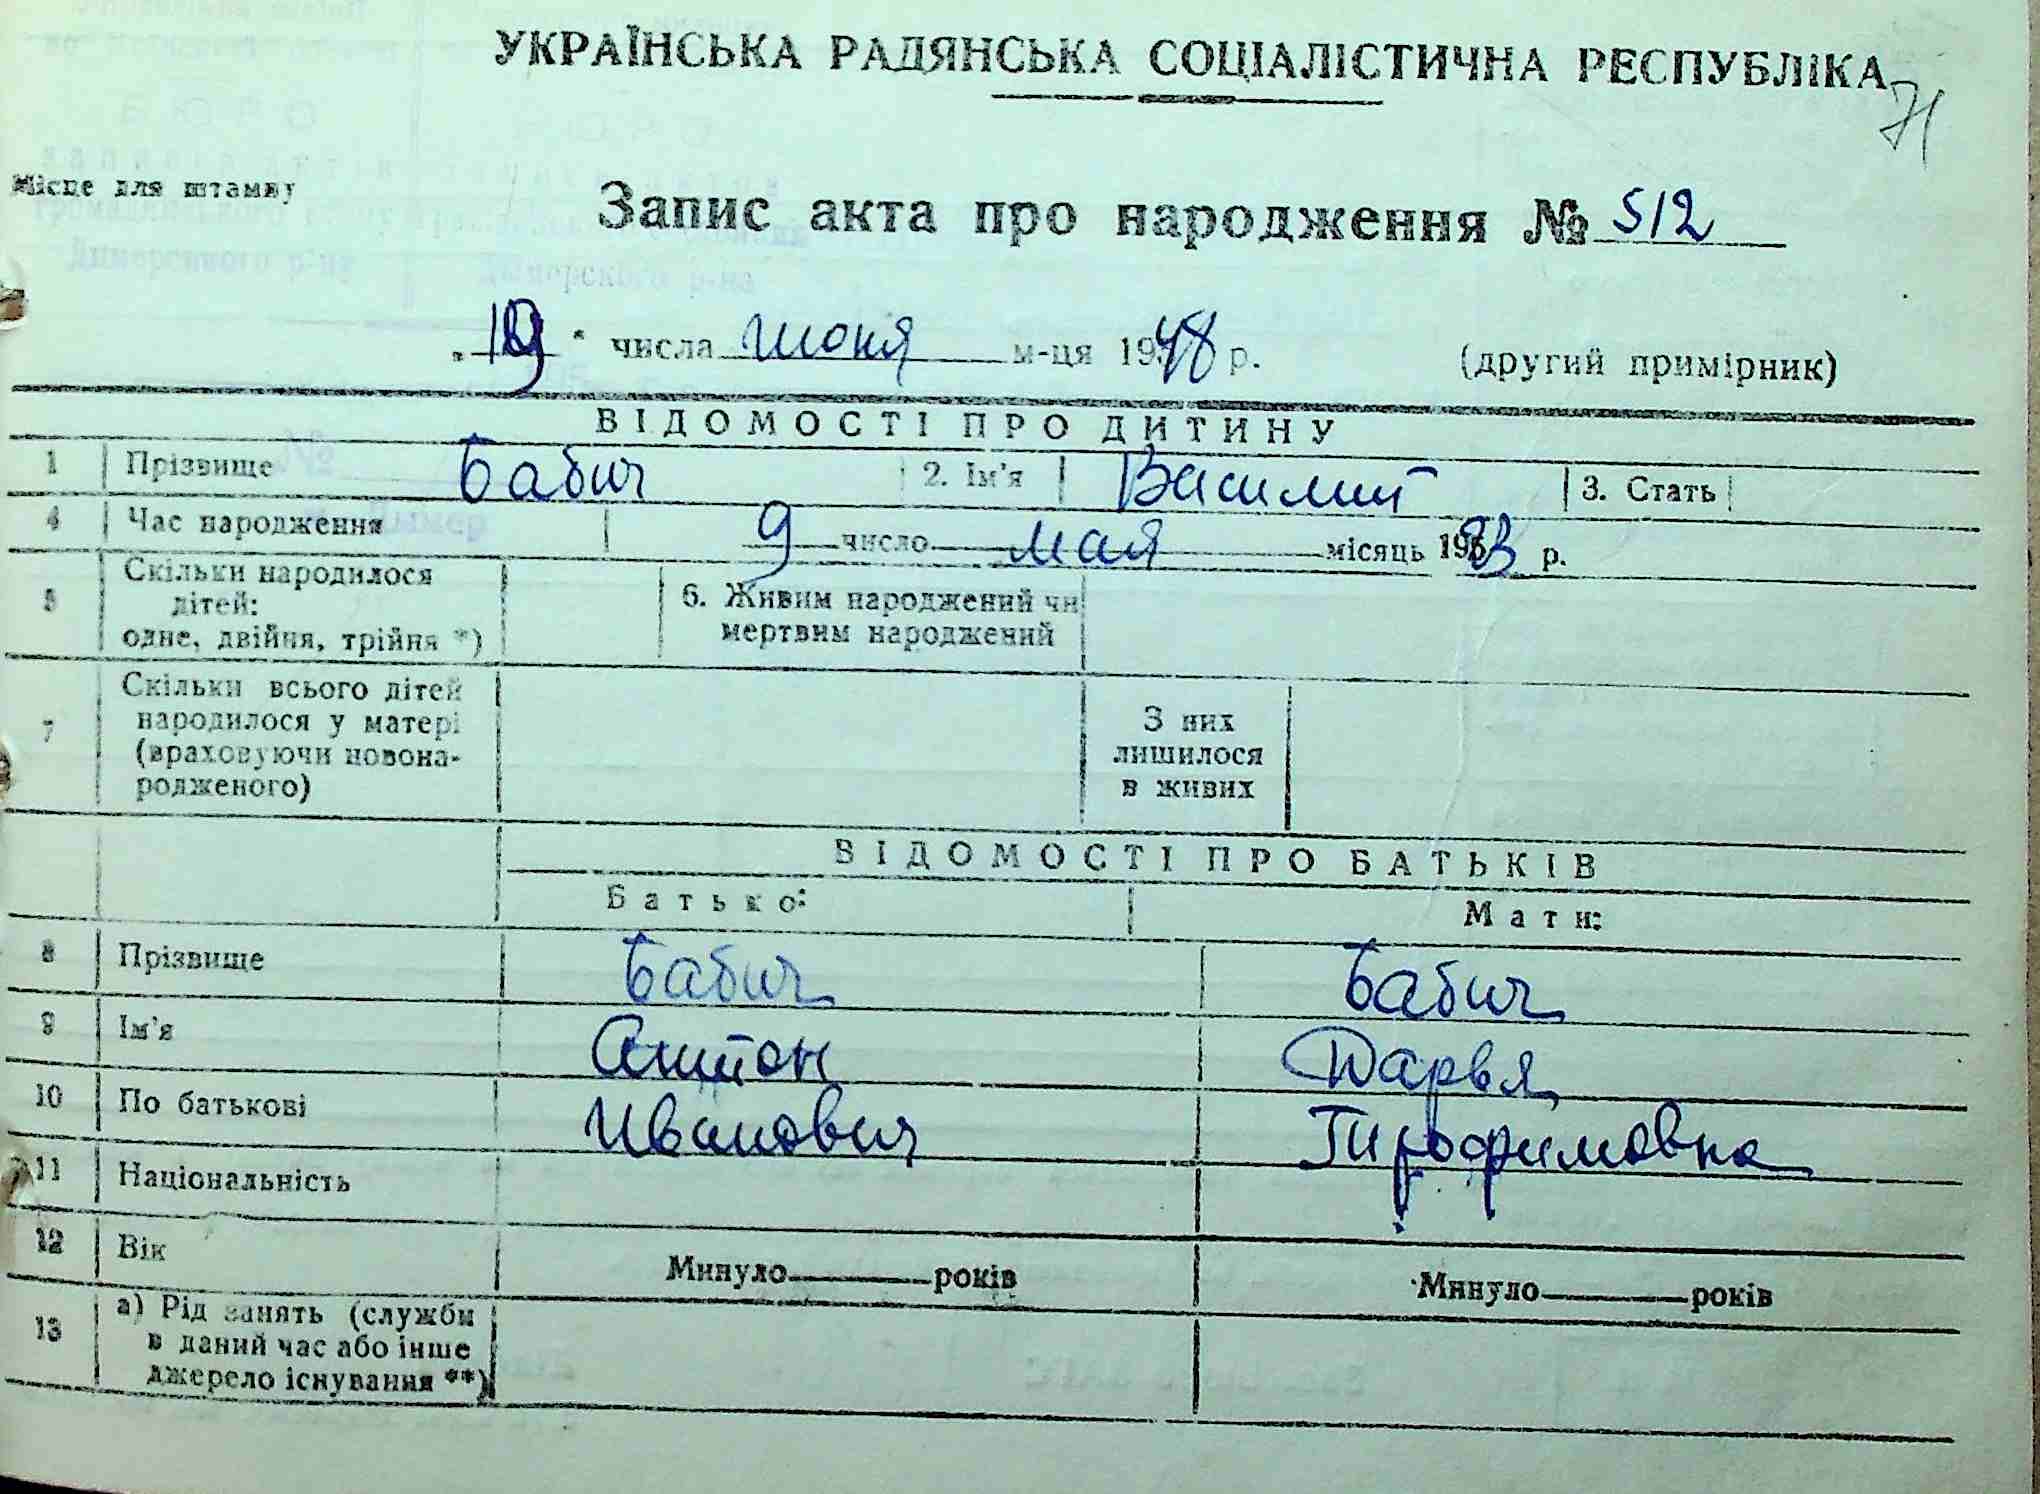 УКРАЇНСЬКА РАДЯНСЬКА СОЦІАЛІСТИЧНА РЕСПУБЛІКА
71
Місце для штампу
Запис акта про народження № 512
„19" числа июня м-ця 1948 р. (другий примірник)
ВІДОМОСТІ ПРО ДИТИНУ
1 Прізвище Бабич 2. Ім'я Василий 3. Стать
4 Час народження 9 число мая місяць 19 р.
5 Скільки народилося дітей: одне, двійня, трійня *)
6. Живим народжений чи мертвим народжений
7 Скільки всього дітей народилося у матері (враховуючи новонародженого)
З них лишилося в живих
ВІДОМОСТІ ПРО БАТЬКІВ
Батько: Мати:
8 Прізвище Бабич Бабич
9 Ім'я Антон Дарья
10 По батькові Иванович Трофимовна
11 Національність
12 Вік Минуло років Минуло років
13 а) Рід занять (служби в даний час або інше джерело існування **)